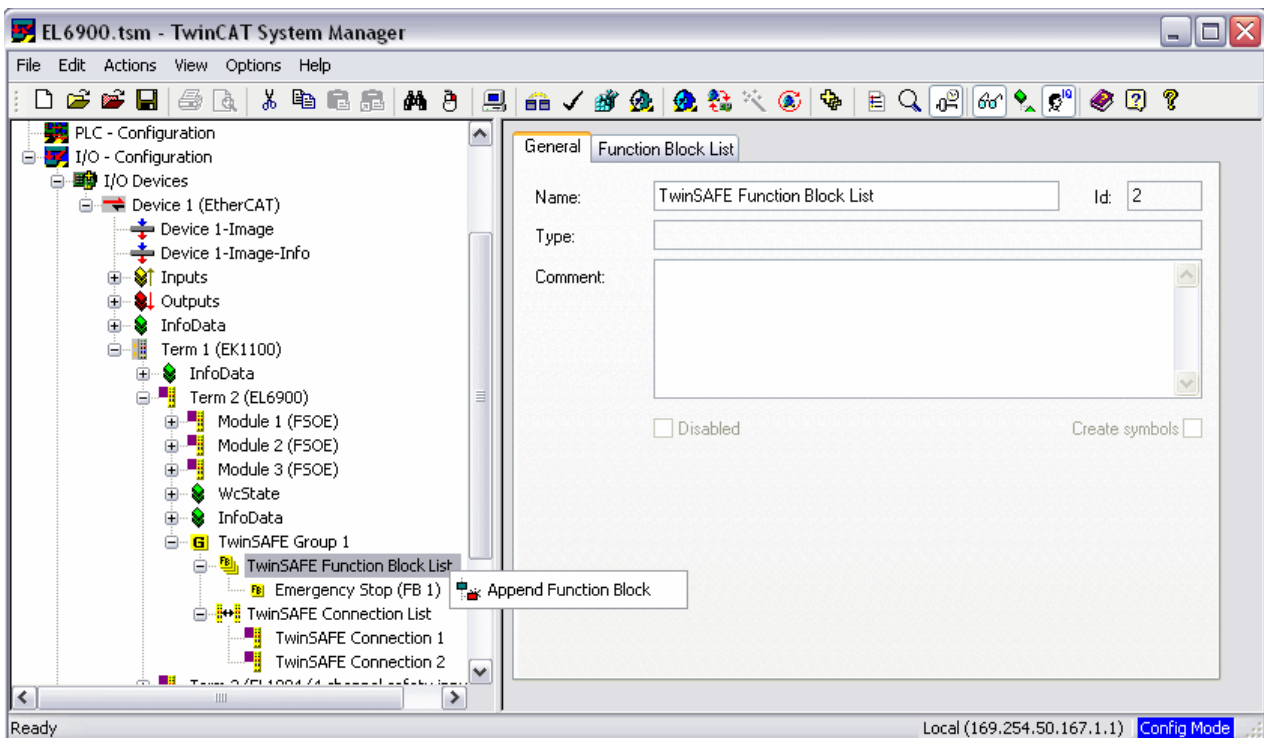 EL6900.tsm - TwinCAT System Manager
File Edit Actions View Options Help
PLC - Configuration
I/O - Configuration
I/O Devices
Device 1 (EtherCAT)
Device 1-Image
Device 1-Image-Info
Inputs
Outputs
InfoData
Term 1 (EK1100)
InfoData
Term 2 (EL6900)
Module 1 (FSOE)
Module 2 (FSOE)
Module 3 (FSOE)
WcState
InfoData
TwinSAFE Group 1
TwinSAFE Function Block List
Emergency Stop (FB 1)
TwinSAFE Connection List
TwinSAFE Connection 1
TwinSAFE Connection 2
Append Function Block
General Function Block List
Name: TwinSAFE Function Block List Id: 2
Type:
Comment:
Disabled Create symbols
Ready Local (169.254.50.167.1.1) Config Mode